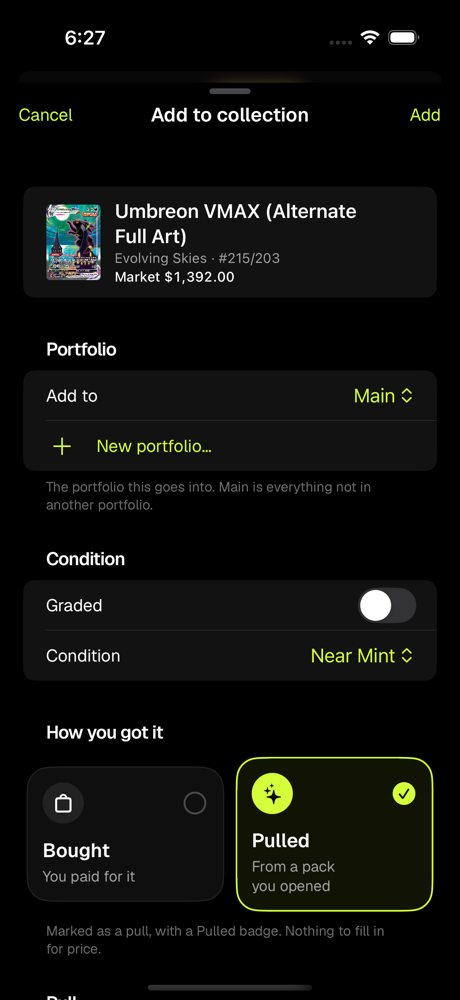 6:27
Cancel
Add to collection
Add
Umbreon VMAX (Alternate
Full Art)
Evolving Skies · #215/203
Market $1,392.00
Portfolio
Add to
Main
New portfolio...
The portfolio this goes into. Main is everything not in
another portfolio.
Condition
Graded
Condition
Near Mint
How you got it
Bought
You paid for it
Pulled
From a pack
you opened
Marked as a pull, with a Pulled badge. Nothing to fill in
for price.